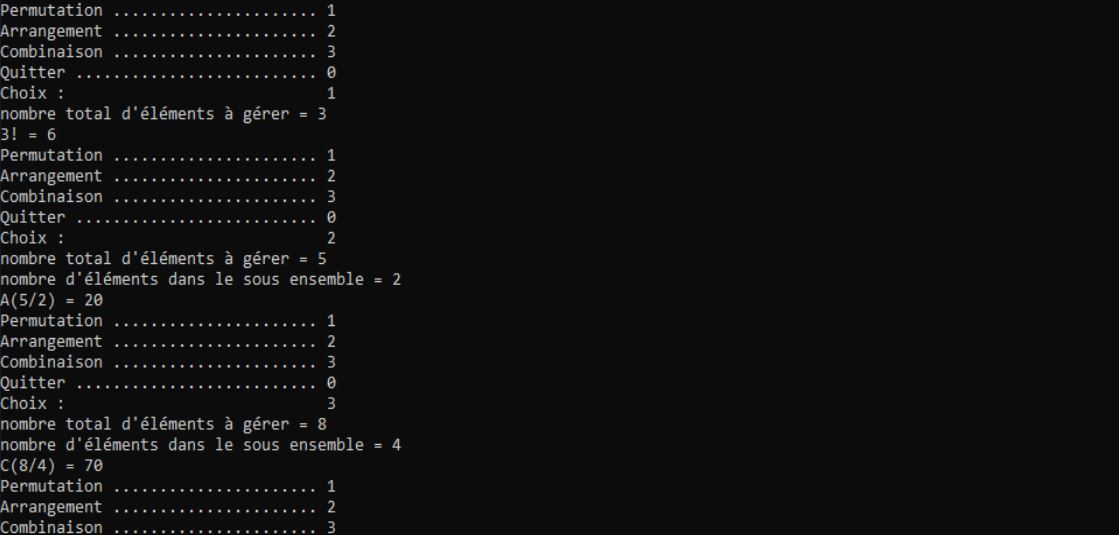 Permutation ...................... 1
Arrangement ...................... 2
Combinaison ...................... 3
Quitter .......................... 0
Choix :                            1
nombre total d'éléments à gérer = 3
3! = 6
Permutation ...................... 1
Arrangement ...................... 2
Combinaison ...................... 3
Quitter .......................... 0
Choix :                            2
nombre total d'éléments à gérer = 5
nombre d'éléments dans le sous ensemble = 2
A(5/2) = 20
Permutation ...................... 1
Arrangement ...................... 2
Combinaison ...................... 3
Quitter .......................... 0
Choix :                            3
nombre total d'éléments à gérer = 8
nombre d'éléments dans le sous ensemble = 4
C(8/4) = 70
Permutation ...................... 1
Arrangement ...................... 2
Combinaison ...................... 3